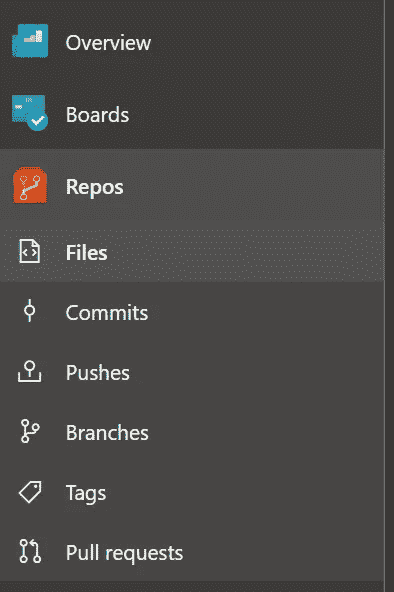 Overview
Boards
Repos
Files
Commits
Pushes
Branches
Tags
Pull requests